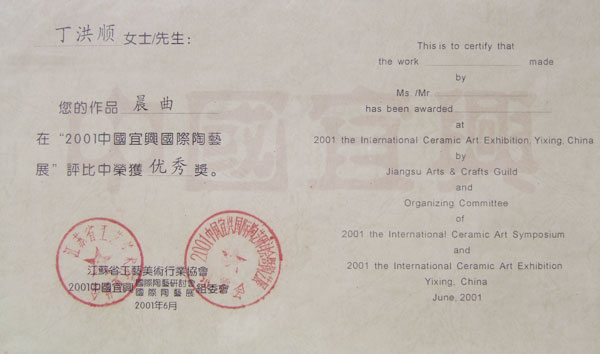 丁洪顺 女士/先生:
您的作品 晨曲
在“2001中國宜興國際陶藝
展”評比中榮獲 优秀 獎。
江蘇省工藝美術行業協會
2001中國宜興 國際陶藝研討會 組委會
國際陶藝展
2001年6月
This is to certify that
the work made
by
Ms /Mr
has been awarded
at
2001 the International Ceramic Art Exhibition, Yixing, China
by
Jiangsu Arts & Crafts Guild
and
Organizing Committee
of
2001 the International Ceramic Art Symposium
and
2001 the International Ceramic Art Exhibition
Yixing, China
June, 2001